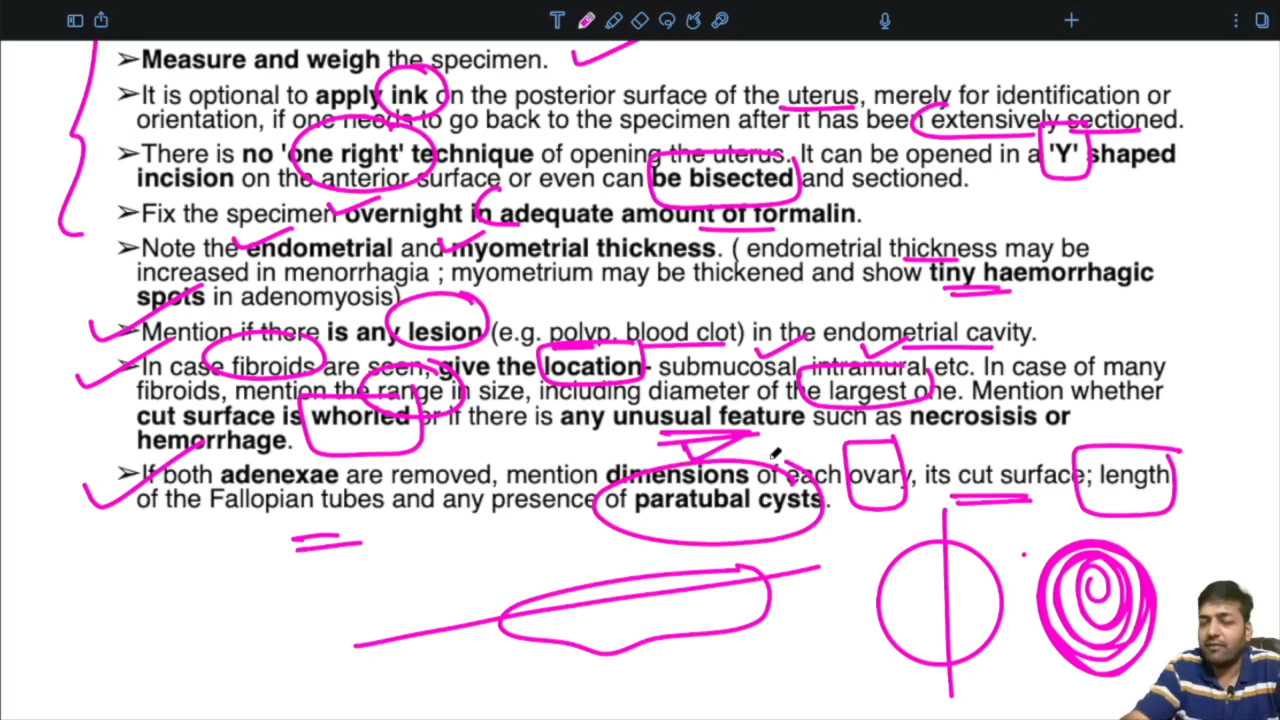 ➢Measure and weigh the specimen.
➢It is optional to apply ink on the posterior surface of the uterus, merely for identification or
orientation, if one needs to go back to the specimen after it has been extensively sectioned.
➢There is no 'one right' technique of opening the uterus. It can be opened in a 'Y' shaped
incision on the anterior surface or even can be bisected and sectioned.
➢Fix the specimen overnight in adequate amount of formalin.
➢Note the endometrial and myometrial thickness. ( endometrial thickness may be
increased in menorrhagia ; myometrium may be thickened and show tiny haemorrhagic
spots in adenomyosis)
➢Mention if there is any lesion (e.g. polyp, blood clot) in the endometrial cavity.
➢In case fibroids are seen, give the location- submucosal, intramural etc. In case of many
fibroids, mention the range in size, including diameter of the largest one. Mention whether
cut surface is whorled or if there is any unusual feature such as necrosisis or
hemorrhage.
➢If both adenexae are removed, mention dimensions of each ovary, its cut surface; length
of the Fallopian tubes and any presence of paratubal cysts.